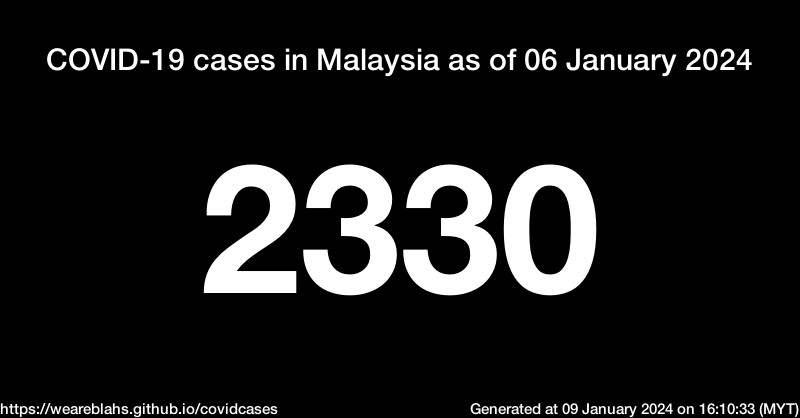 COVID-19 cases in Malaysia as of 06 January 2024
2330
https://weareblahs.github.io/covidcases
Generated at 09 January 2024 on 16:10:33 (MYT)